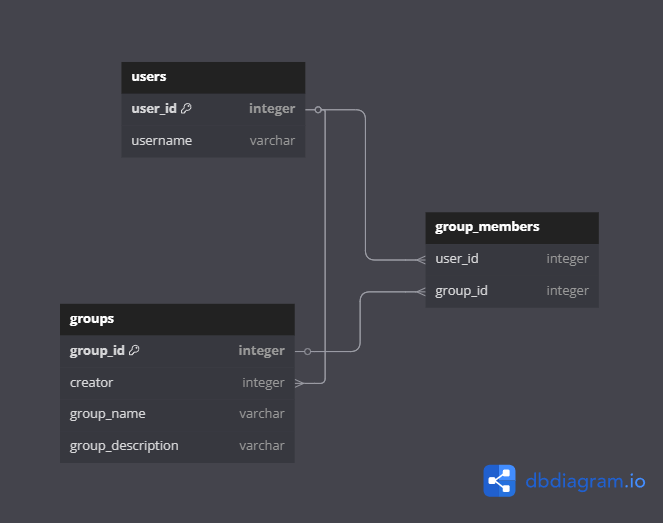 users
user_id integer
username varchar
group_members
user_id integer
group_id integer
groups
group_id integer
creator integer
group_name varchar
group_description varchar
dbdiagram.io